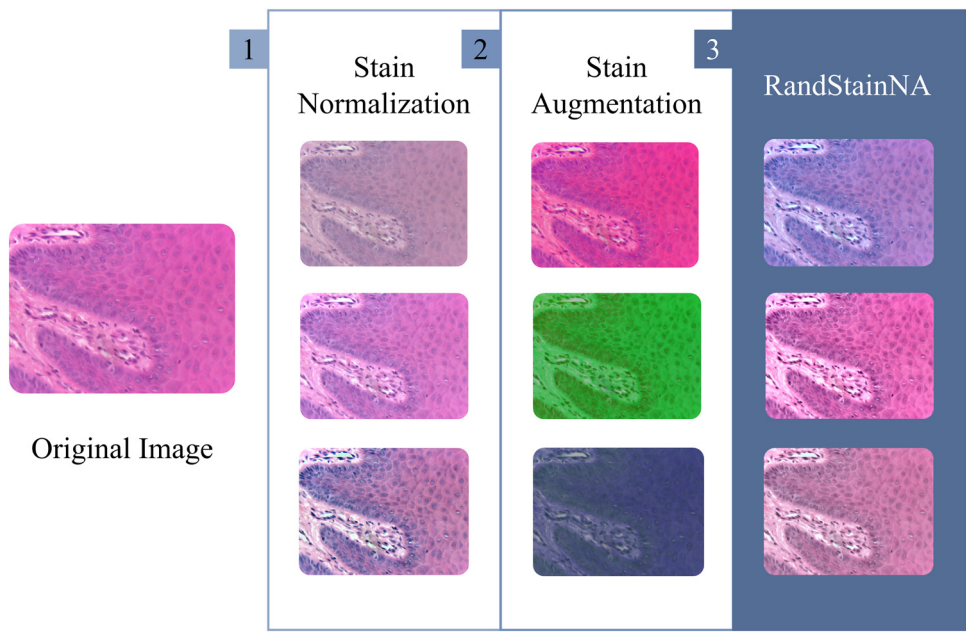 1
Stain
Normalization
2
Stain
Augmentation
3
RandStainNA
Original Image